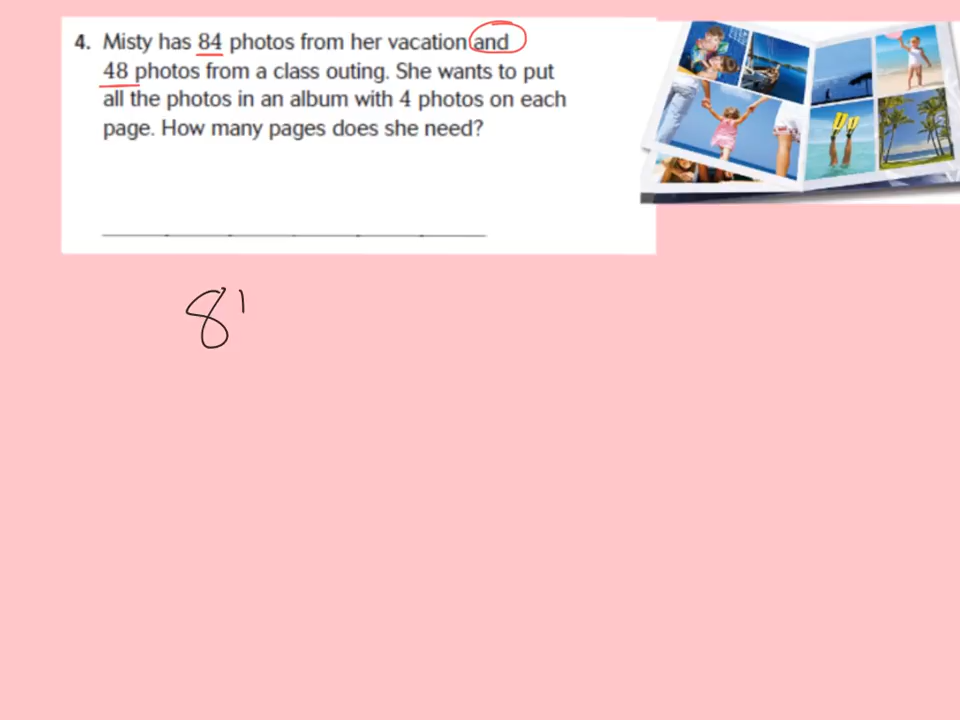 4. Misty has 84 photos from her vacation and
48 photos from a class outing. She wants to put
all the photos in an album with 4 photos on each
page. How many pages does she need?
8